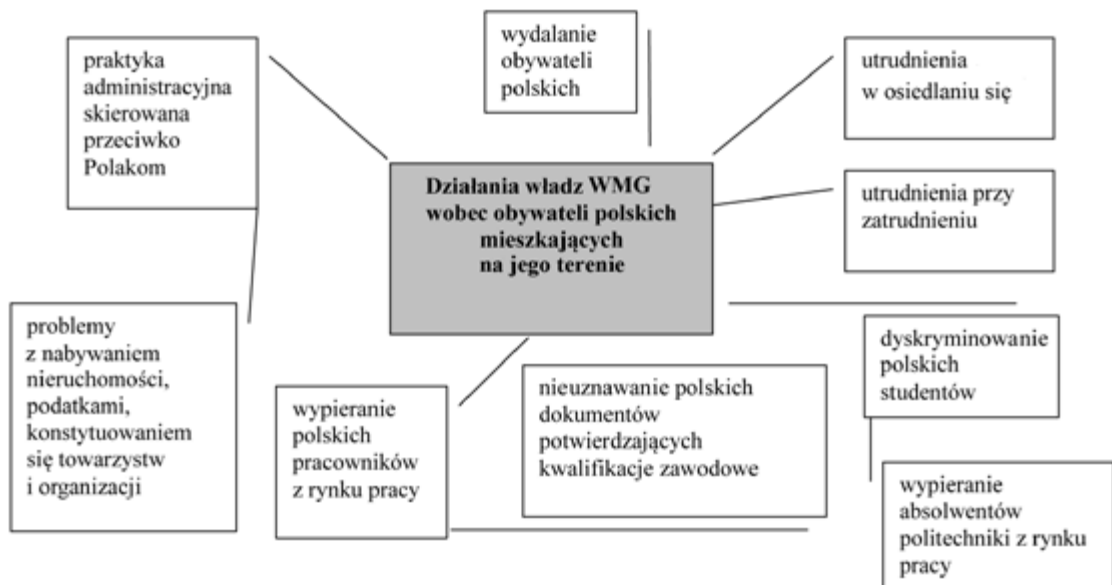 praktyka
administracyjna
skierowana
przeciwko
Polakom
wydalanie
obywateli
polskich
utrudnienia
w osiedlaniu się
Działania władz WMG
wobec obywateli polskich
mieszkających
na jego terenie
utrudnienia przy
zatrudnieniu
problemy
z nabywaniem
nieruchomości,
podatkami,
konstytuowaniem
się towarzystw
i organizacji
wypieranie
polskich
pracowników
z rynku pracy
nieuznawanie polskich
dokumentów
potwierdzających
kwalifikacje zawodowe
dyskryminowanie
polskich
studentów
wypieranie
absolwentów
politechniki z rynku
pracy